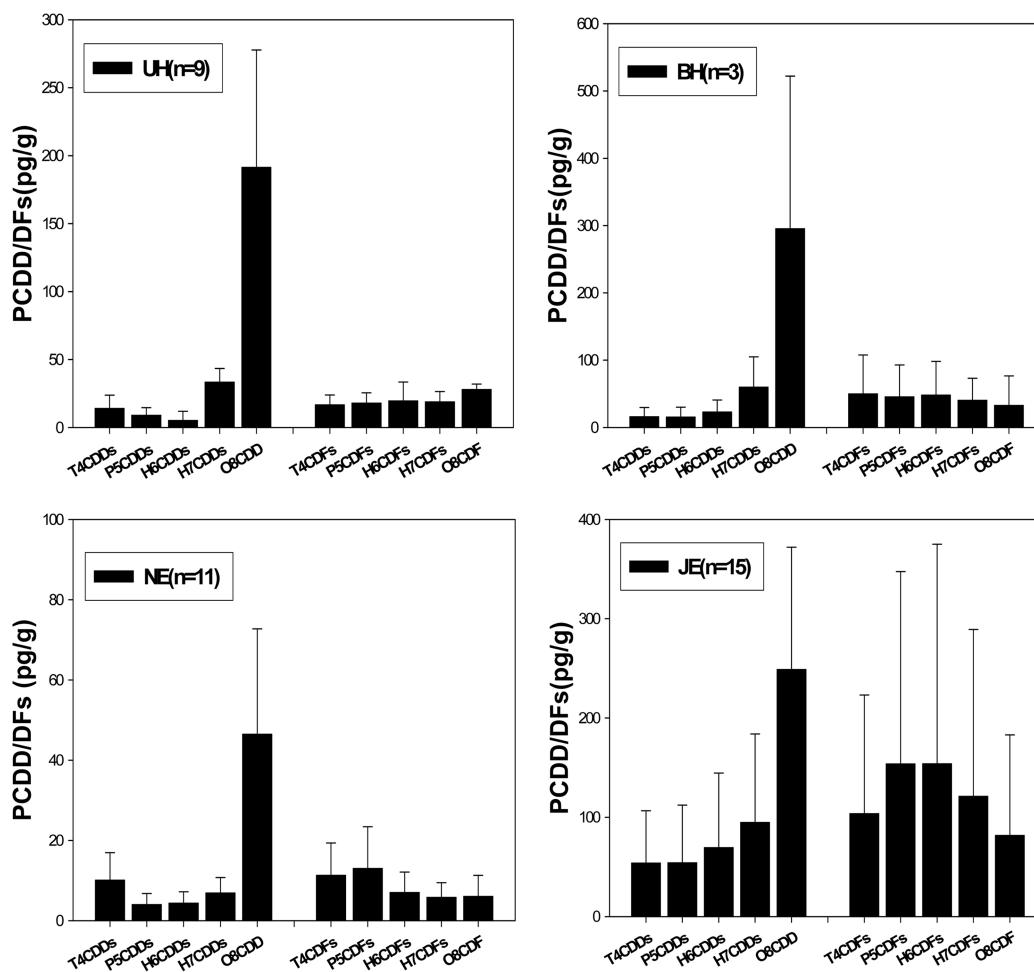 PCDD/DFs(pg/g)
300
250
200
150
100
50
0
UH(n=9)
T4CDDs P5CDDs H6CDDs H7CDDs O8CDD T4CDFs P5CDFs H6CDFs H7CDFs O8CDF
PCDD/DFs(pg/g)
600
500
400
300
200
100
0
BH(n=3)
T4CDDs P5CDDs H6CDDs H7CDDs O8CDD T4CDFs P5CDFs H6CDFs H7CDFs O8CDF
PCDD/DFs (pg/g)
100
80
60
40
20
0
NE(n=11)
T4CDDs P5CDDs H6CDDs H7CDDs O8CDD T4CDFs P5CDFs H6CDFs H7CDFs O8CDF
PCDD/DFs(pg/g)
400
300
200
100
0
JE(n=15)
T4CDDs P5CDDs H6CDDs H7CDDs O8CDD T4CDFs P5CDFs H6CDFs H7CDFs O8CDF